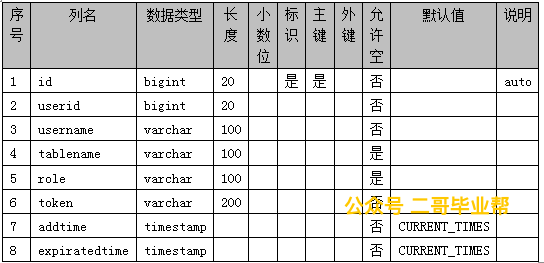 序号 列名 数据类型 长度 小数位 标识 主键 外键 允许空 默认值 说明
1 id bigint 20 是 是 否 auto
2 userid bigint 20 否
3 username varchar 100 否
4 tablename varchar 100 是
5 role varchar 100 是
6 token varchar 200 否
公众号 二哥毕业帮
7 addtime timestamp 否 CURRENT_TIMES
8 expiratedtime timestamp 否 CURRENT_TIMES